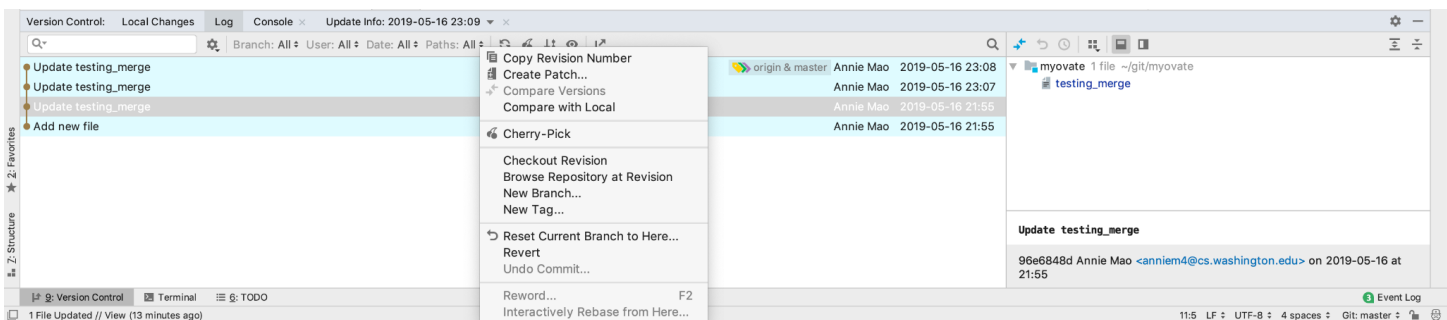 Version Control: Local Changes Log Console × Update Info: 2019-05-16 23:09 ×
Branch: All User: All Date: All Paths: All
Update testing_merge origin & master Annie Mao 2019-05-16 23:08
Update testing_merge Annie Mao 2019-05-16 23:07
Update testing_merge Annie Mao 2019-05-16 21:55
Add new file Annie Mao 2019-05-16 21:55
Copy Revision Number
Create Patch...
Compare Versions
Compare with Local
Cherry-Pick
Checkout Revision
Browse Repository at Revision
New Branch...
New Tag...
Reset Current Branch to Here...
Revert
Undo Commit...
Reword... F2
Interactively Rebase from Here...
myovate 1 file ~/git/myovate
testing_merge
Update testing_merge
96e6848d Annie Mao <anniem4@cs.washington.edu> on 2019-05-16 at
21:55
2: Favorites
Z: Structure
9: Version Control Terminal 6: TODO 3 Event Log
1 File Updated // View (13 minutes ago) 11:5 LF UTF-8 4 spaces Git: master